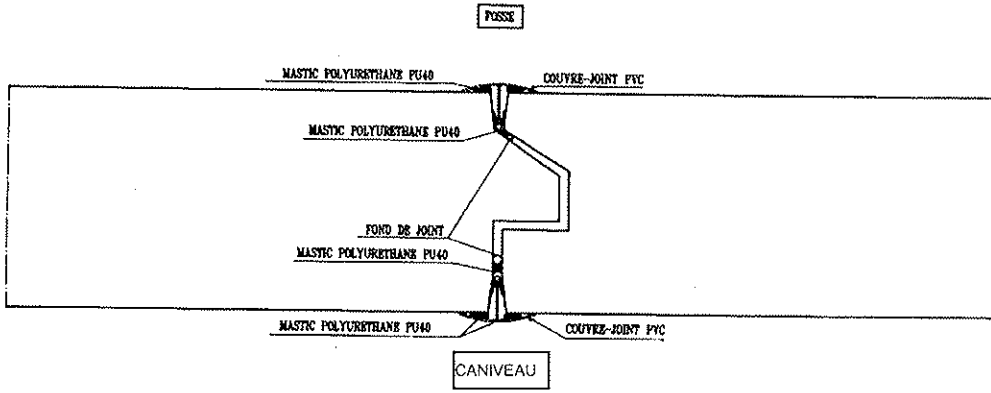 FOSSE
MASTIC POLYURETHANE PU40
COUVRE-JOINT PVC
MASTIC POLYURETHANE PU40
FOND DE JOINT
MASTIC POLYURETHANE PU40
MASTIC POLYURETHANE PU40
COUVRE-JOINT PVC
CANIVEAU